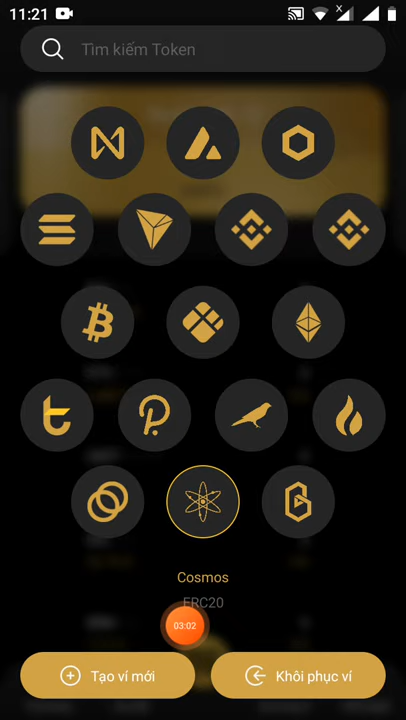 11:21
Tìm kiếm Token
Cosmos
ERC20
03:02
Tạo ví mới
Khôi phục ví